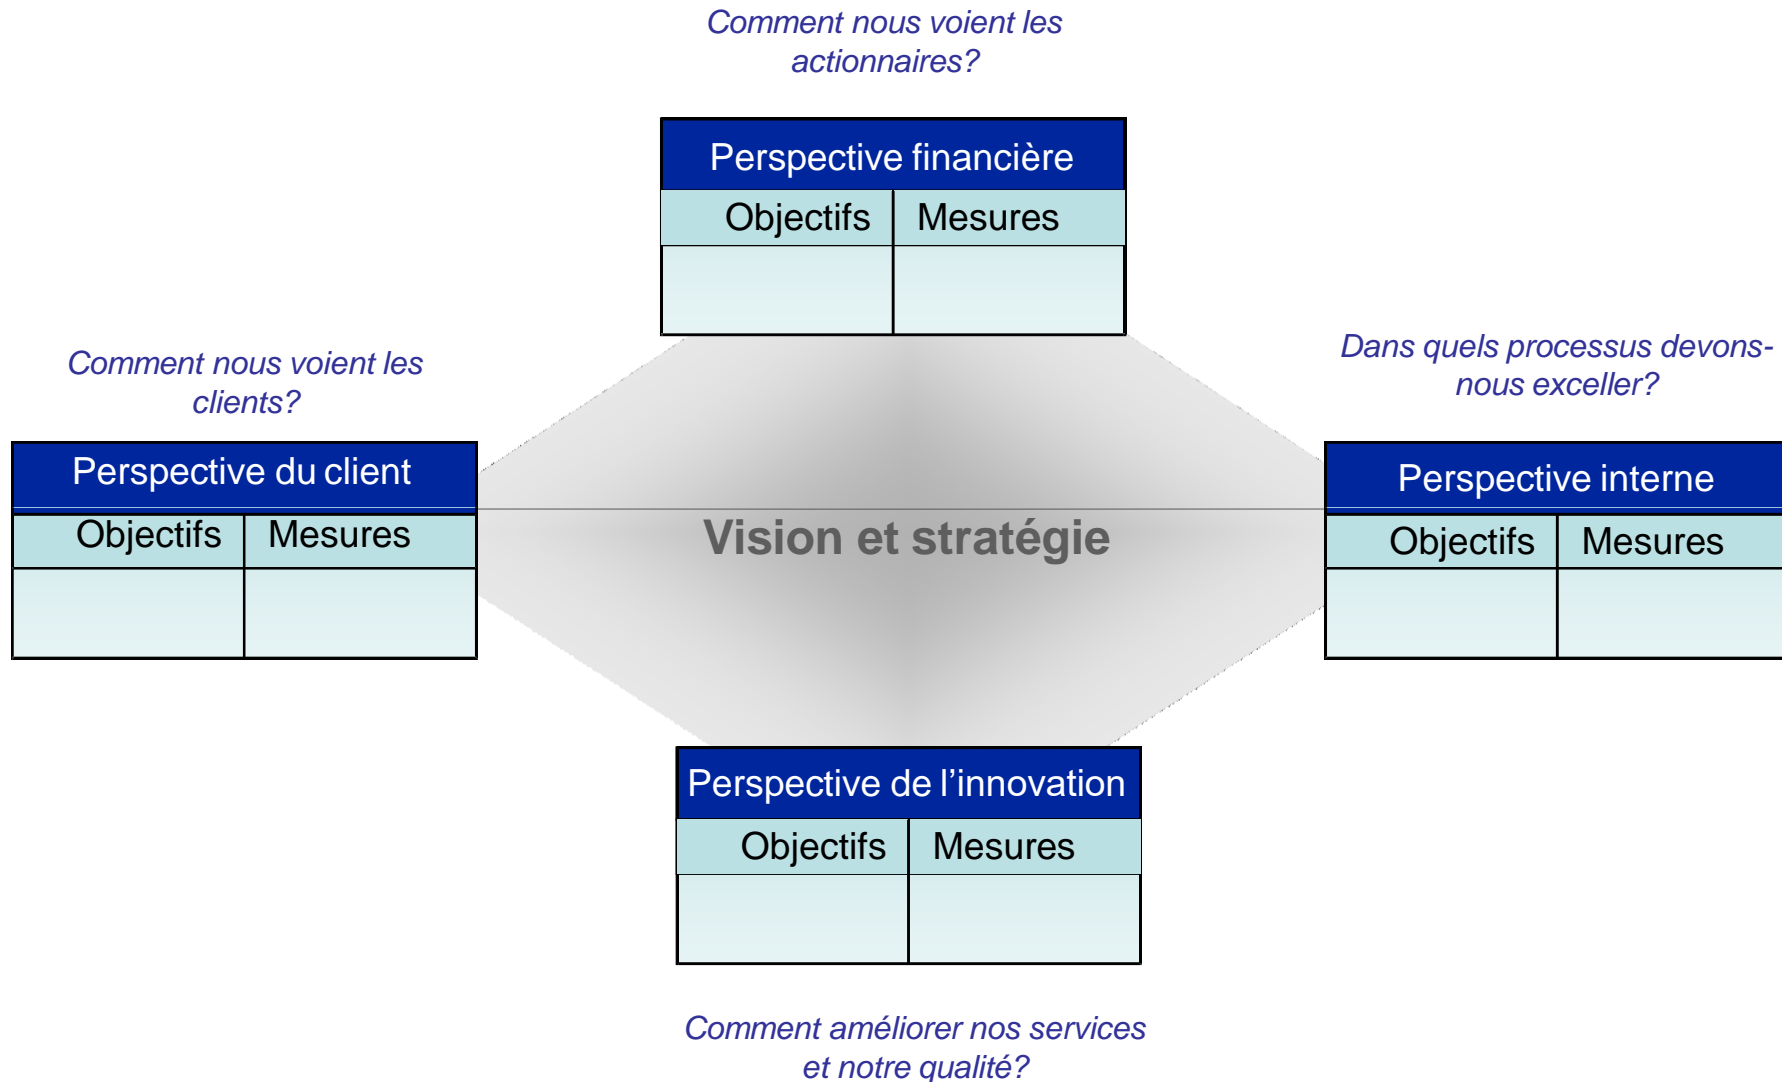 Comment nous voient les
actionnaires?
Perspective financière
Objectifs Mesures
Comment nous voient les
clients?
Perspective du client
Objectifs Mesures
Vision et stratégie
Dans quels processus devons-
nous exceller?
Perspective interne
Objectifs Mesures
Perspective de l’innovation
Objectifs Mesures
Comment améliorer nos services
et notre qualité?